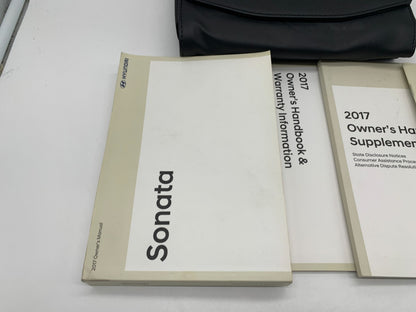 HYUNDAI
Sonata
2017 Owner's Manual
2017
Owner's Handbook &
Warranty Information
2017
Owner's Ha
Supplemen
State Disclosure Notices
Consumer Assistance Proce
Alternative Dispute Resoluti